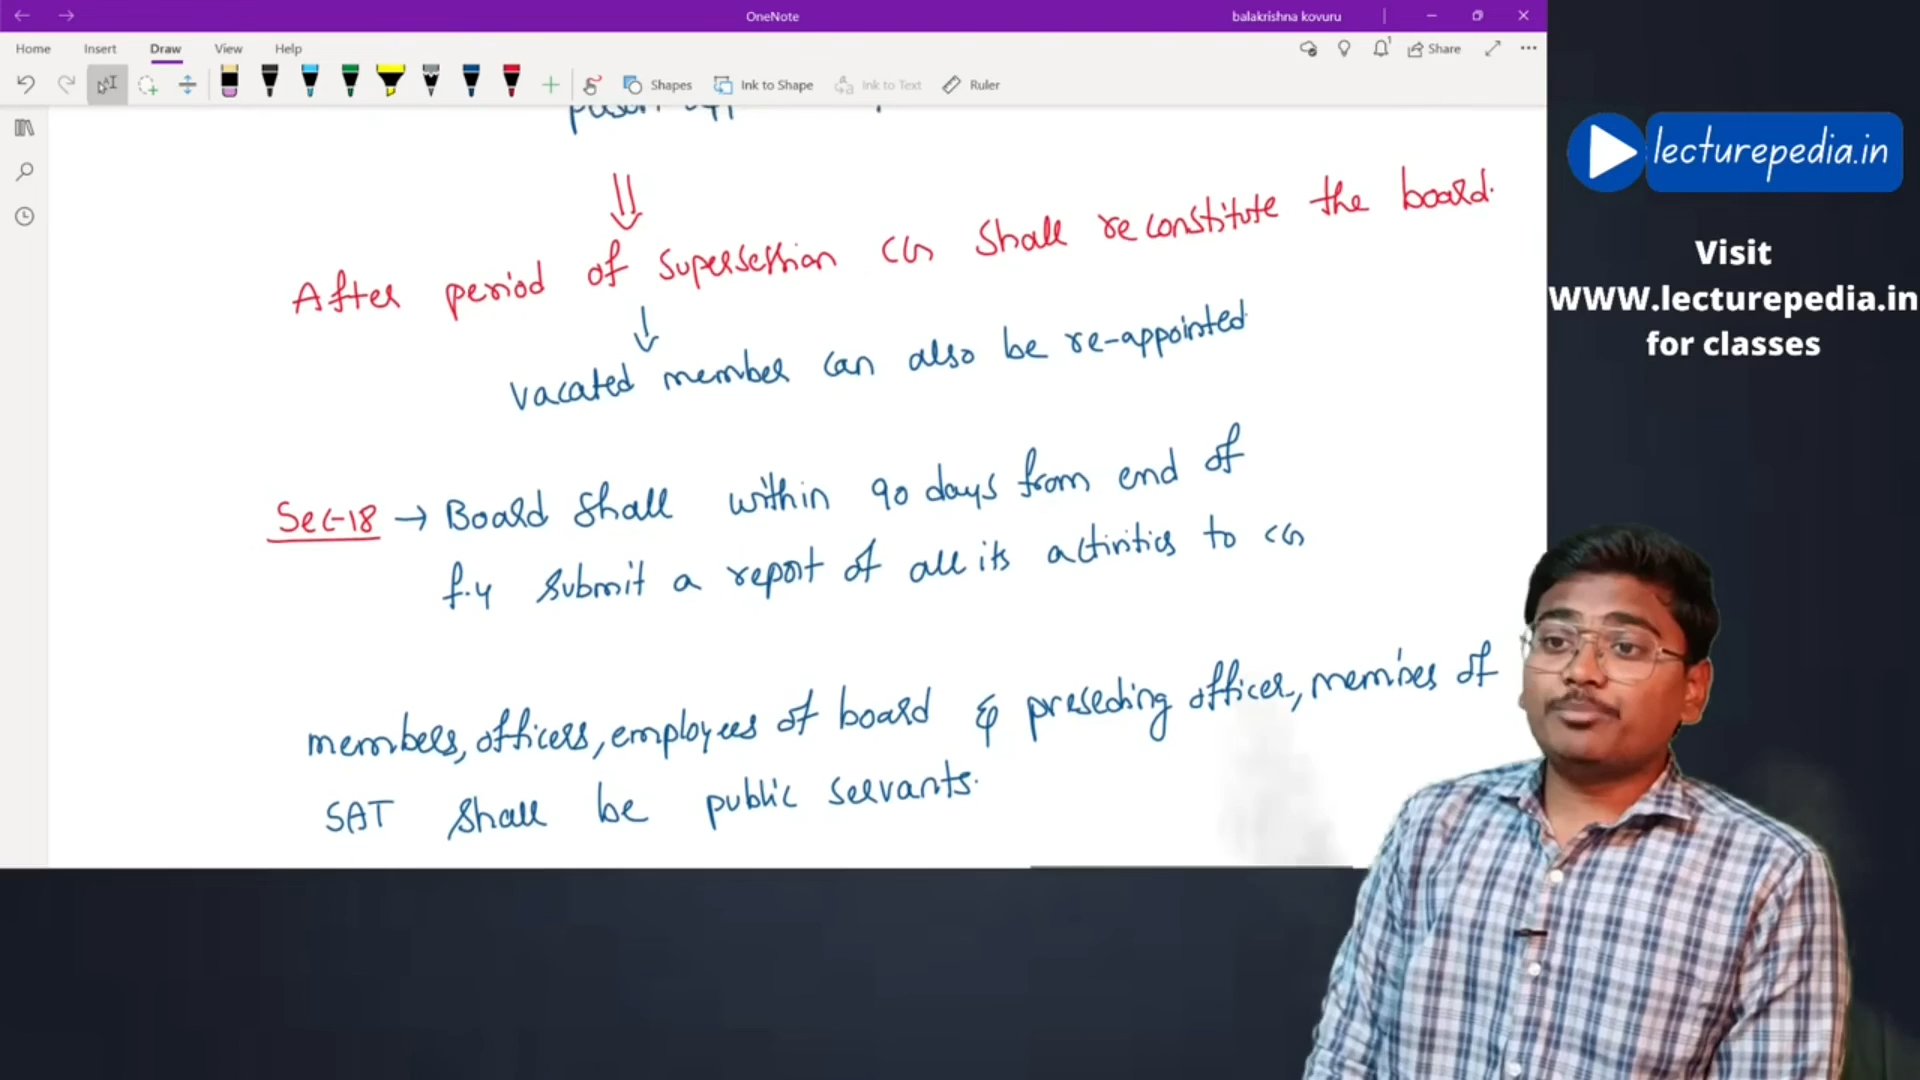 OneNote
balakrishna kovuru
Home Insert Draw View Help
1
Share
Shapes
Ink to Shape
Ink to Text
Ruler
After period of supersession CG shall reconstitute the board.
vacated member can also be re-appointed
Sec-18 → Board shall within 90 days from end of
f.y submit a report of all its activities to CG
members, officers, employees of board & preseding officer, members of
SAT shall be public servants.
lecturepedia.in
Visit
WWW.lecturepedia.in
for classes